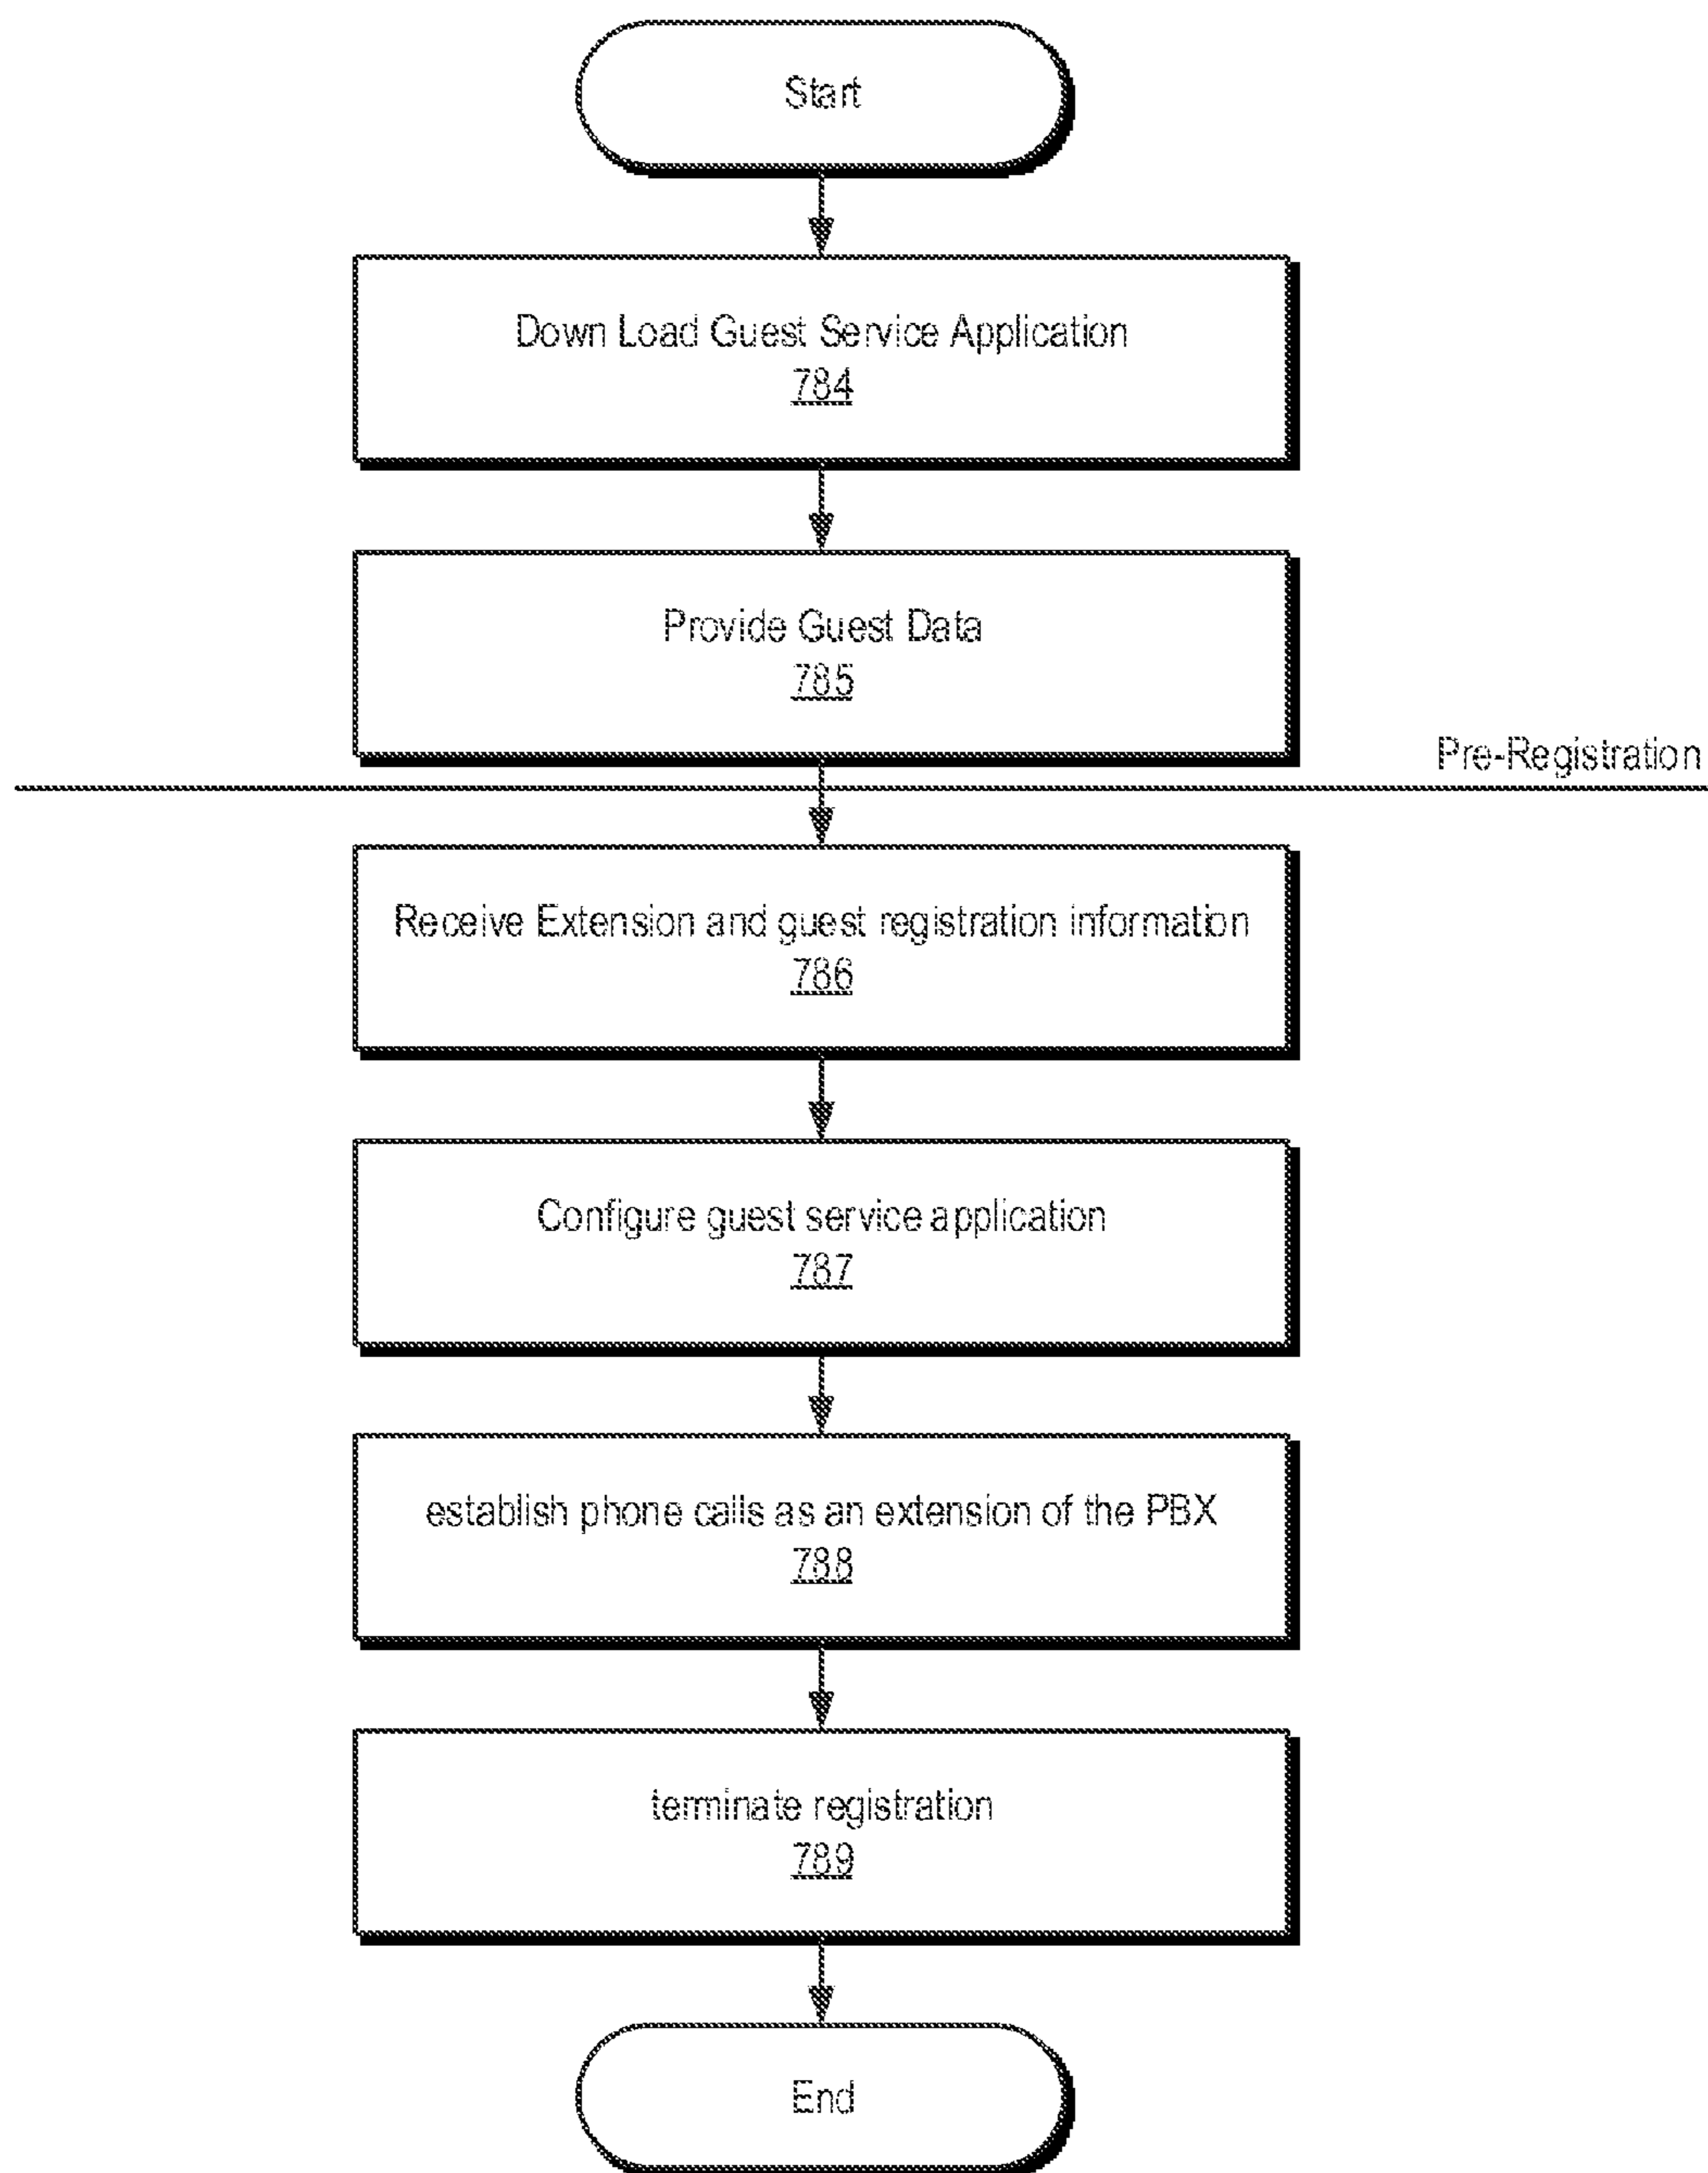 Start
Down Load Guest Service Application
784
Provide Guest Data
785
Pre-Registration
Receive Extension and guest registration information
786
Configure guest service application
787
establish phone calls as an extension of the PBX
788
terminate registration
789
End